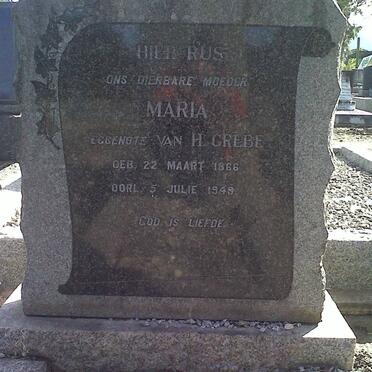 HIER RUS
ONS DIERBARE MOEDER
MARIA
EGGENOTE VAN H. GREBE
GEB. 22 MAART 1866
OORL. 5 JULIE 1949
GOD IS LIEFDE.